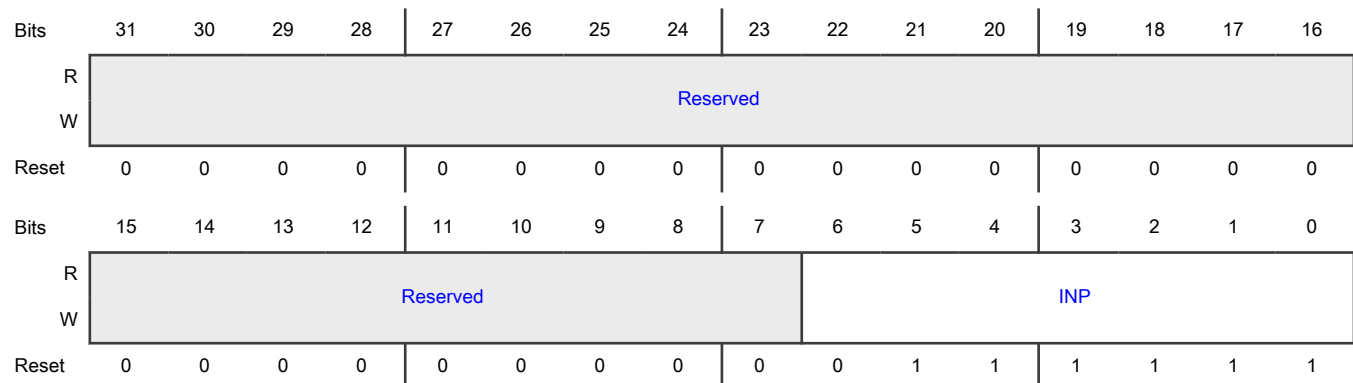 Bits 31 30 29 28 27 26 25 24 23 22 21 20 19 18 17 16
R
Reserved
W
Reset 0 0 0 0 0 0 0 0 0 0 0 0 0 0 0 0
Bits 15 14 13 12 11 10 9 8 7 6 5 4 3 2 1 0
R
Reserved INP
W
Reset 0 0 0 0 0 0 0 0 0 0 1 1 1 1 1 1